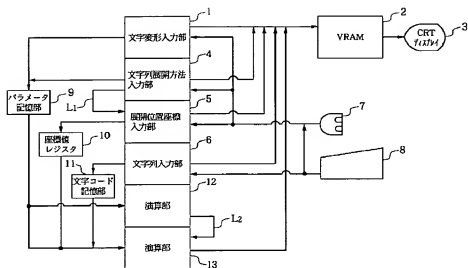 1
文字変形入力部
2
VRAM
CRT
ディスプレイ
3
4
文字列展開方法
入力部
パラメータ
記憶部
9
L1
5
展開位置座標
入力部
7
10
座標値
レジスタ
6
8
文字列入力部
11
文字コード
記憶部
12
演算部
L2
演算部
13